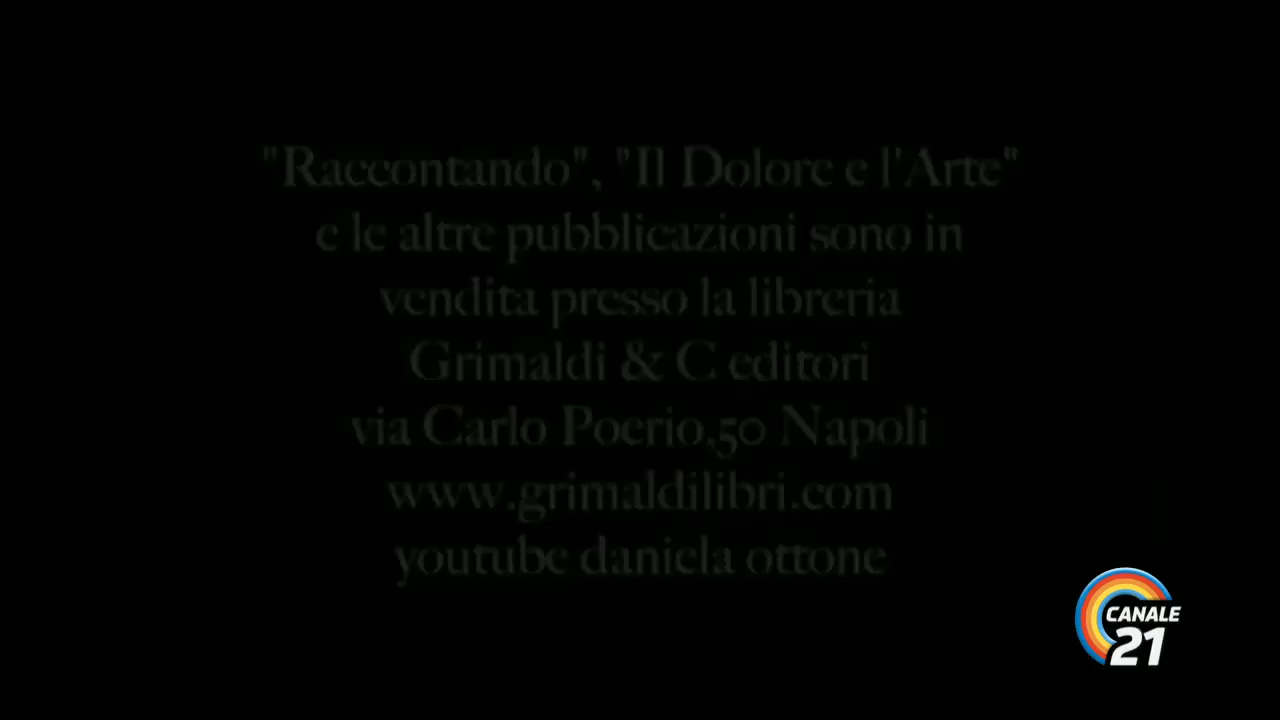 "Raccontando", "Il Dolore e l'Arte"
e le altre pubblicazioni sono in
vendita presso la libreria
Grimaldi & C editori
via Carlo Poerio,50 Napoli
www.grimaldilibri.com
youtube daniela ottone
CANALE
21